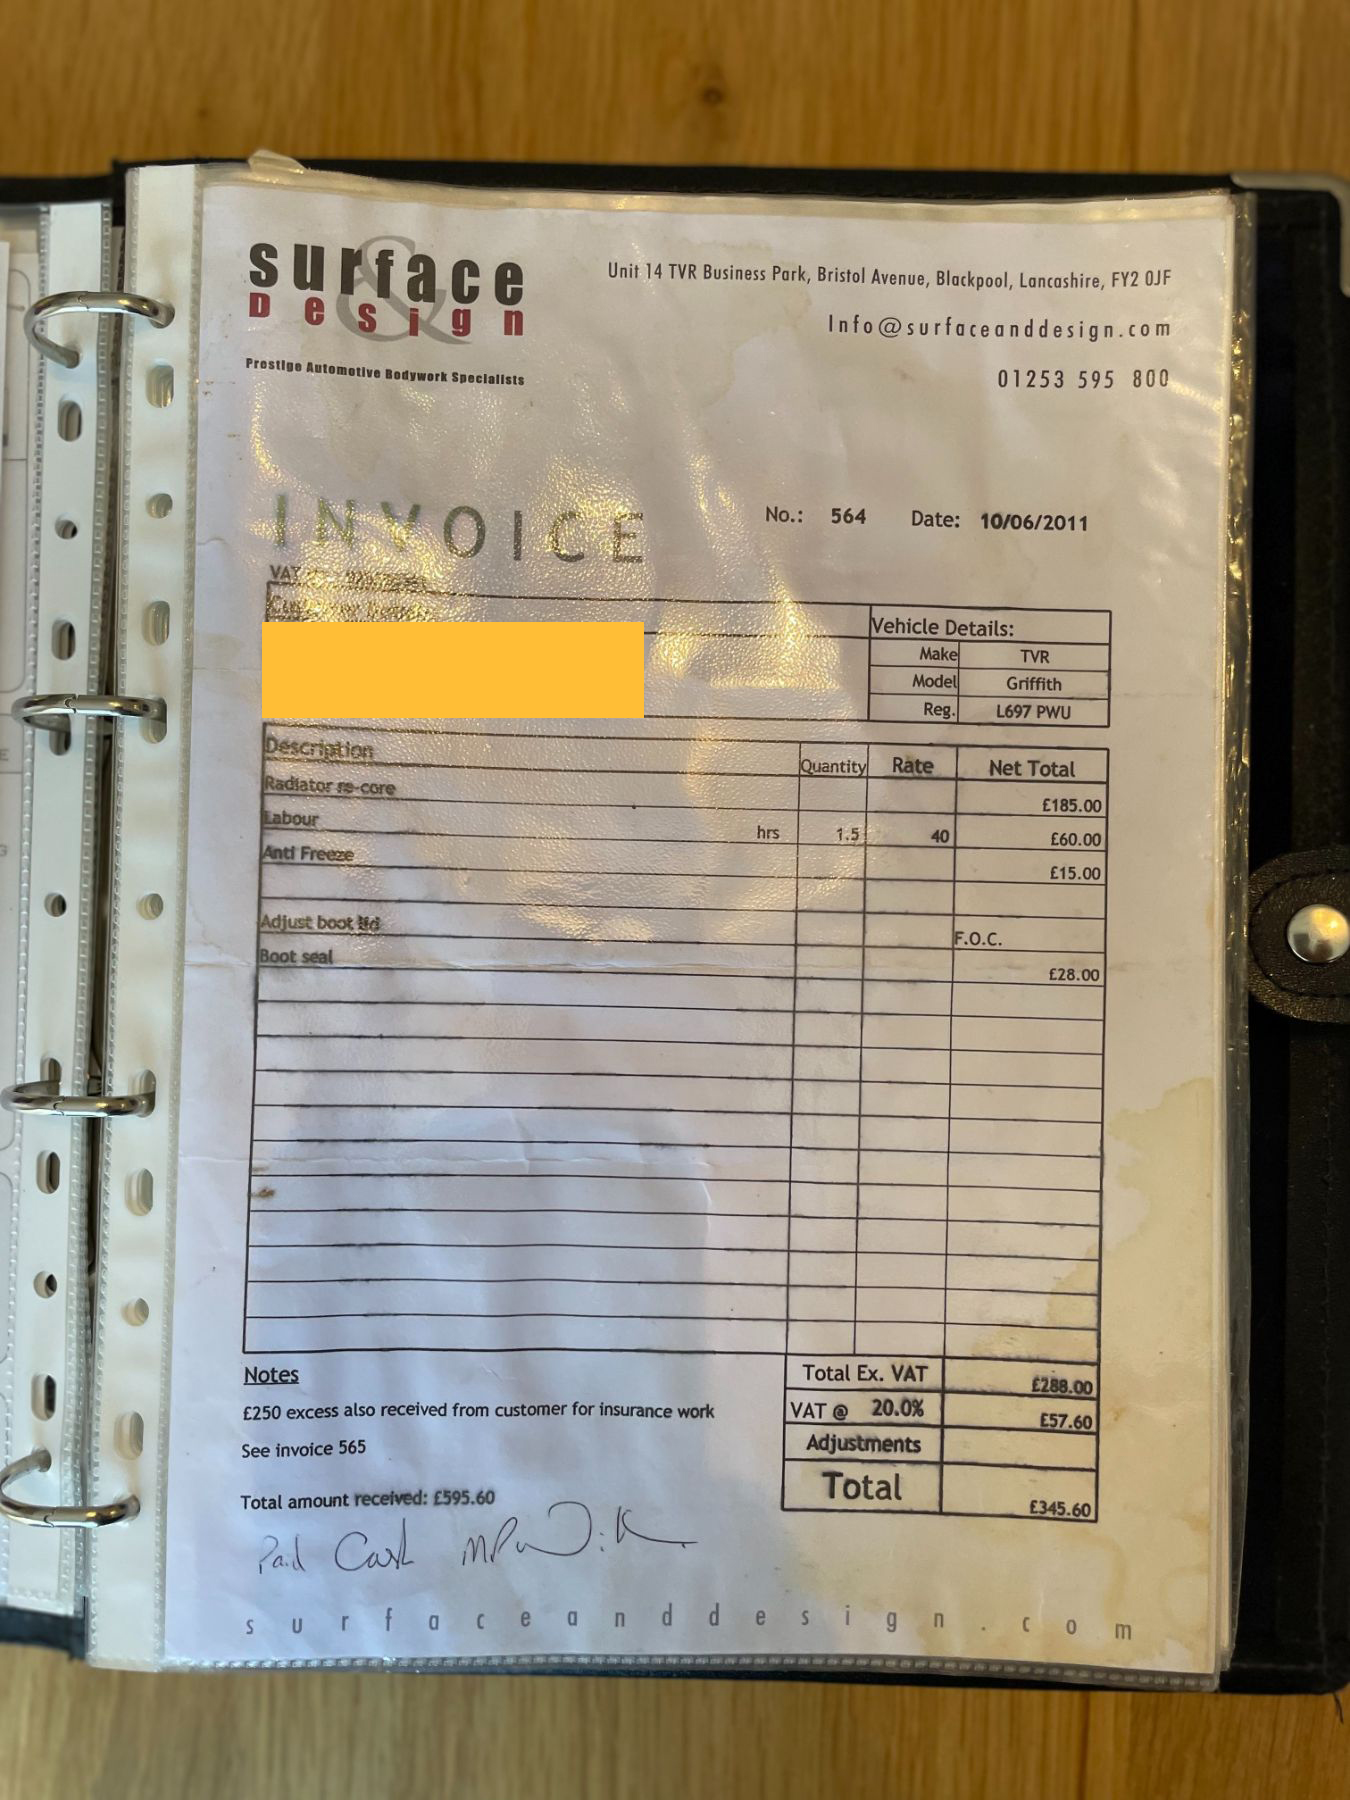 surface
&
Design
Prestige Automotive Bodywork Specialists
Unit 14 TVR Business Park, Bristol Avenue, Blackpool, Lancashire, FY2 0JF
Info@surfaceanddesign.com
01253 595 800
INVOICE
No.: 564 Date: 10/06/2011
VAT
Vehicle Details:
Make TVR
Model Griffith
Reg. L697 PWU
Description Quantity Rate Net Total
Radiator re-core £185.00
Labour hrs 1.5 40 £60.00
Anti Freeze £15.00
Adjust boot lid F.O.C.
Boot seal £28.00
Notes
£250 excess also received from customer for insurance work
See invoice 565
Total amount received: £595.60
Total Ex. VAT £288.00
VAT @ 20.0% £57.60
Adjustments
Total £345.60
Paid Cash
surfaceanddesign.com